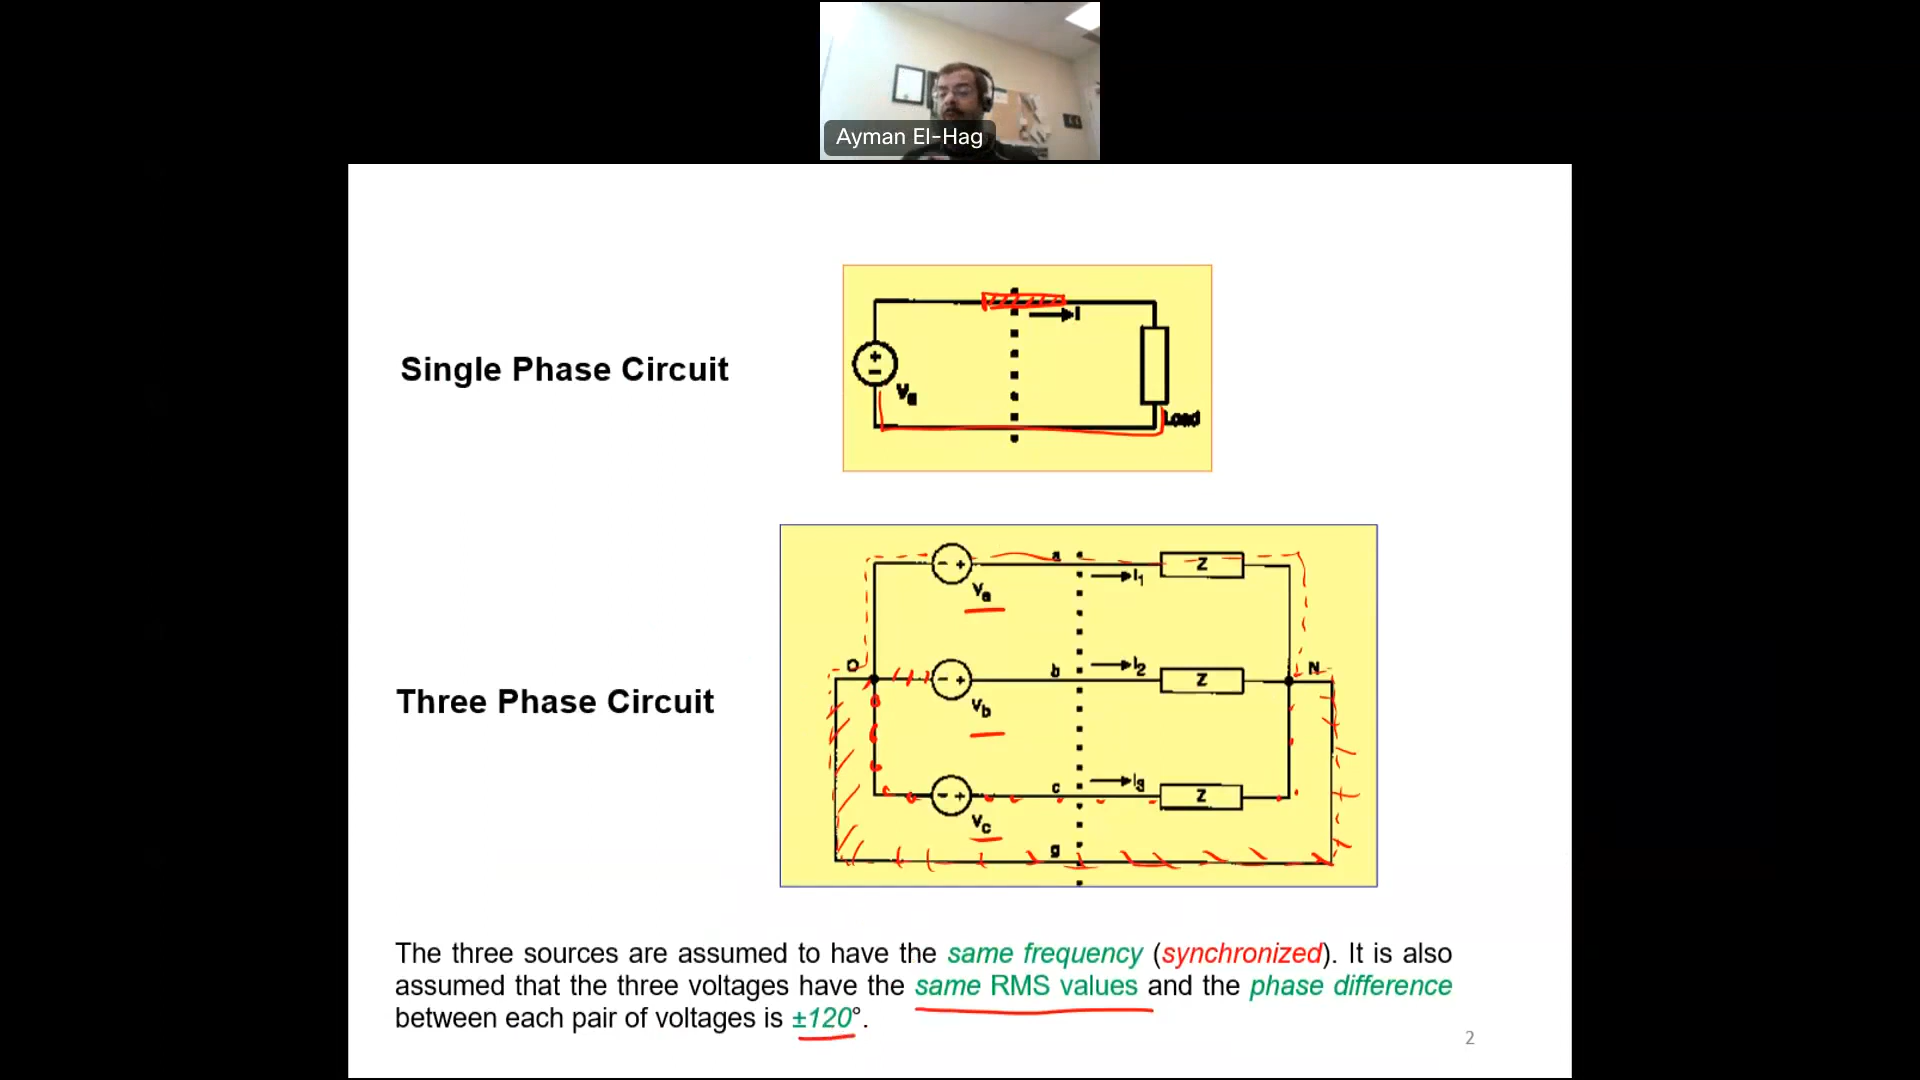 Ayman El-Hag
Single Phase Circuit
I
Va
Load
Three Phase Circuit
a
Z
I1
Va
O
b
I2
Z
N
Vb
c
I3
Z
Vc
g
The three sources are assumed to have the same frequency (synchronized). It is also
assumed that the three voltages have the same RMS values and the phase difference
between each pair of voltages is ±120°.
2